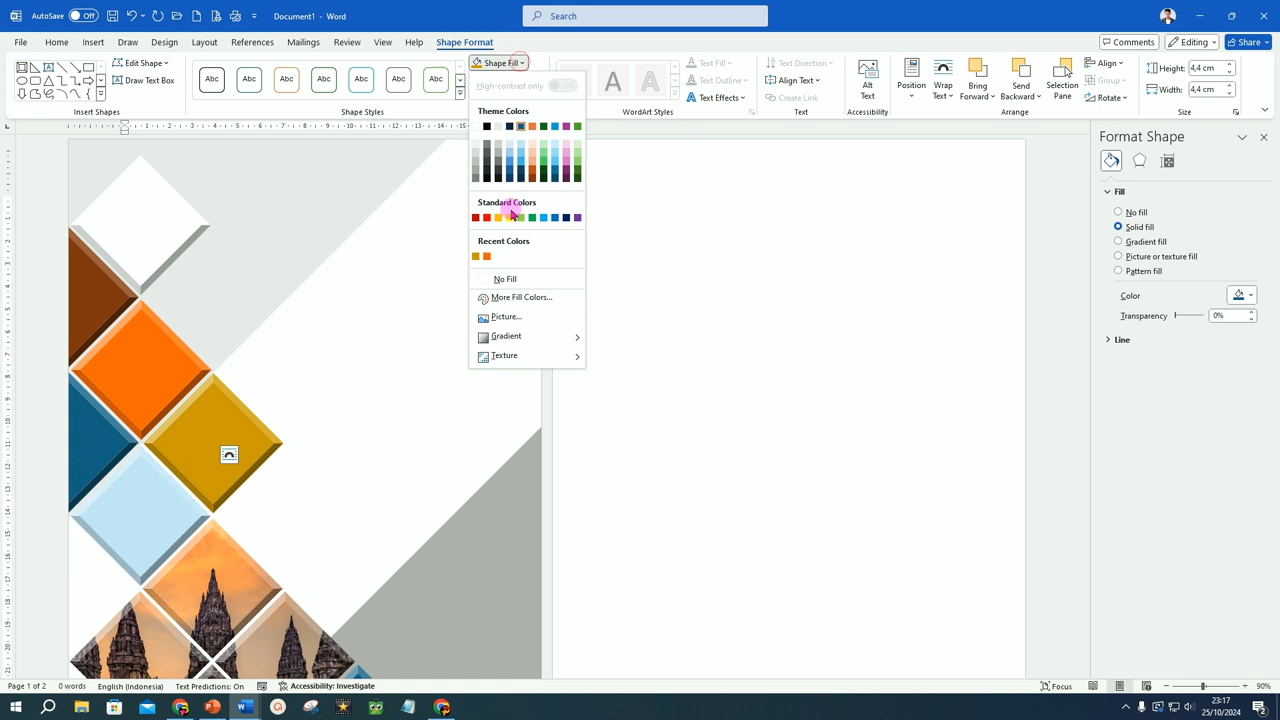 AutoSave Off Document1 - Word Search
File Home Insert Draw Design Layout References Mailings Review View Help Shape Format Comments Editing Share
Edit Shape
Draw Text Box
Insert Shapes
Abc Abc Abc Abc Abc Abc Abc
Shape Styles
Shape Fill
High-contrast only Off
Theme Colors
Standard Colors
Recent Colors
No Fill
More Fill Colors...
Picture...
Gradient
Texture
A A
WordArt Styles
Text Fill
Text Outline
Text Effects
Text Direction
Align Text
Create Link
Text
Alt Text
Accessibility
Position
Wrap Text
Bring Forward
Send Backward
Selection Pane
Align
Group
Rotate
Arrange
Height: 4,4 cm
Width: 4,4 cm
Size
Format Shape
Fill
No fill
Solid fill
Gradient fill
Picture or texture fill
Pattern fill
Color
Transparency 0%
Line
Page 1 of 2 0 words English (Indonesia) Text Predictions: On Accessibility: Investigate Focus 90%
23:17
25/10/2024